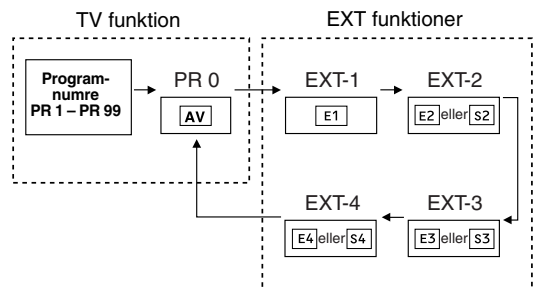 TV funktion
EXT funktioner
Program-
numre
PR 1 – PR 99
PR 0
AV
EXT-1
E1
EXT-2
E2 eller S2
EXT-4
E4 eller S4
EXT-3
E3 eller S3